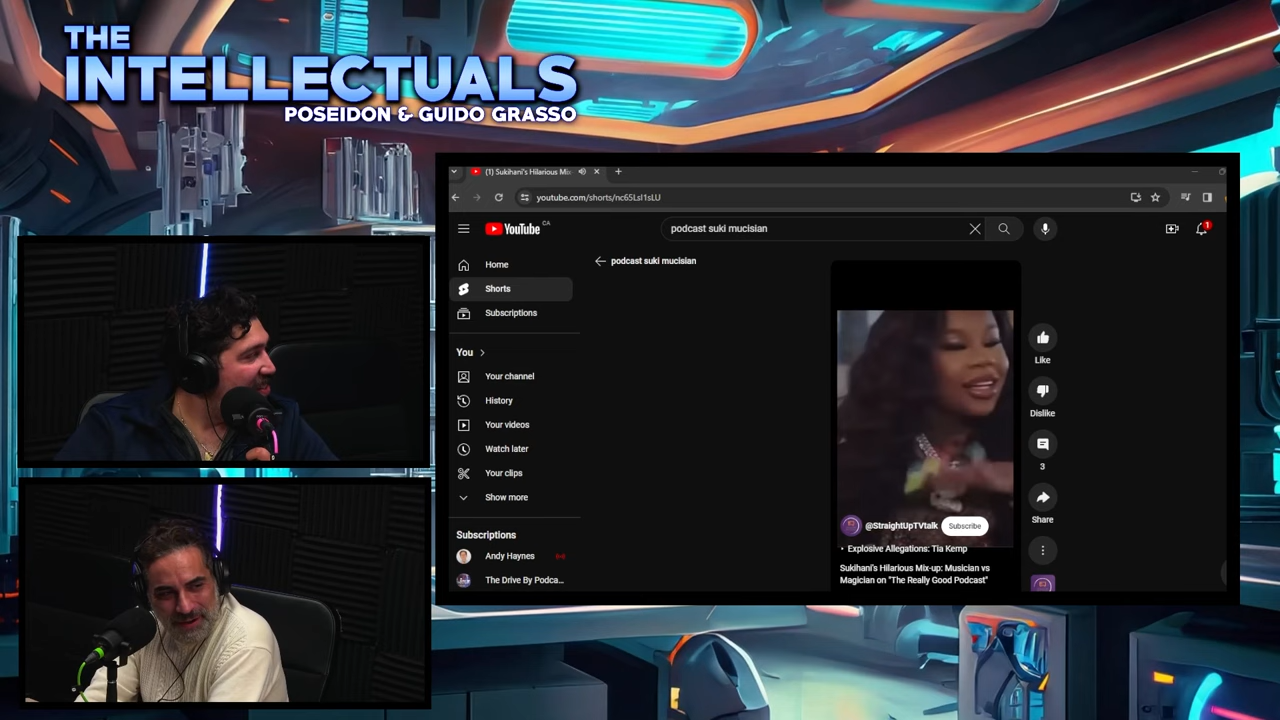 THE
INTELLECTUALS
POSEIDON & GUIDO GRASSO
(1) Sukihani's Hilarious Mix
youtube.com/shorts/nc65LsI1sLU
YouTube CA
podcast suki mucisian
1
Home
podcast suki mucisian
Shorts
Subscriptions
You
Like
Your channel
History
Dislike
Your videos
Watch later
3
Your clips
Show more
Share
@StraightUpTVtalk
Subscribe
Subscriptions
Explosive Allegations: Tia Kemp
Andy Haynes
Sukihani's Hilarious Mix-up: Musician vs
Magician on "The Really Good Podcast"
The Drive By Podca...